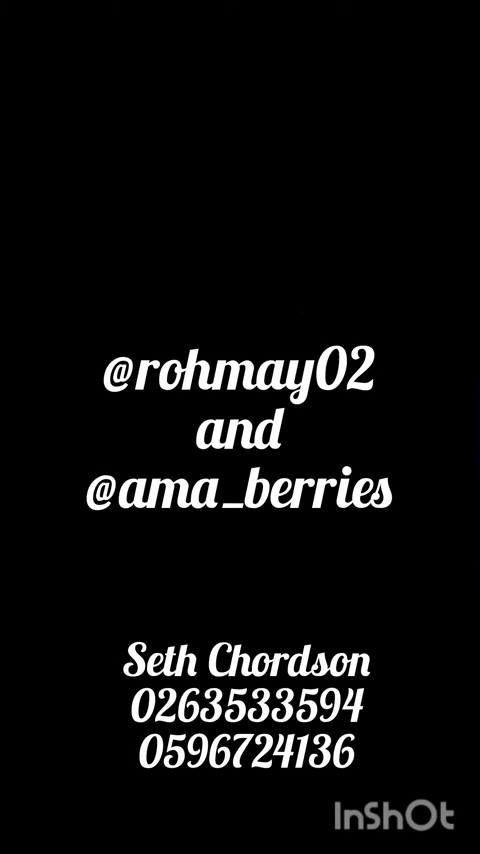 @rohmay02
and
@ama_berries
Seth Chordson
0263533594
0596724136
InShOt